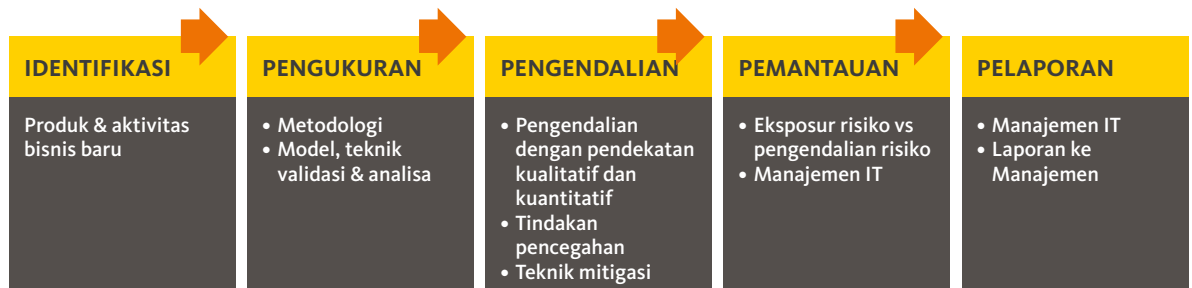 IDENTIFIKASI
Produk & aktivitas
bisnis baru
PENGUKURAN
• Metodologi
• Model, teknik
validasi & analisa
PENGENDALIAN
• Pengendalian
dengan pendekatan
kualitatif dan
kuantitatif
• Tindakan
pencegahan
• Teknik mitigasi
PEMANTAUAN
• Eksposur risiko vs
pengendalian risiko
• Manajemen IT
PELAPORAN
• Manajemen IT
• Laporan ke
Manajemen